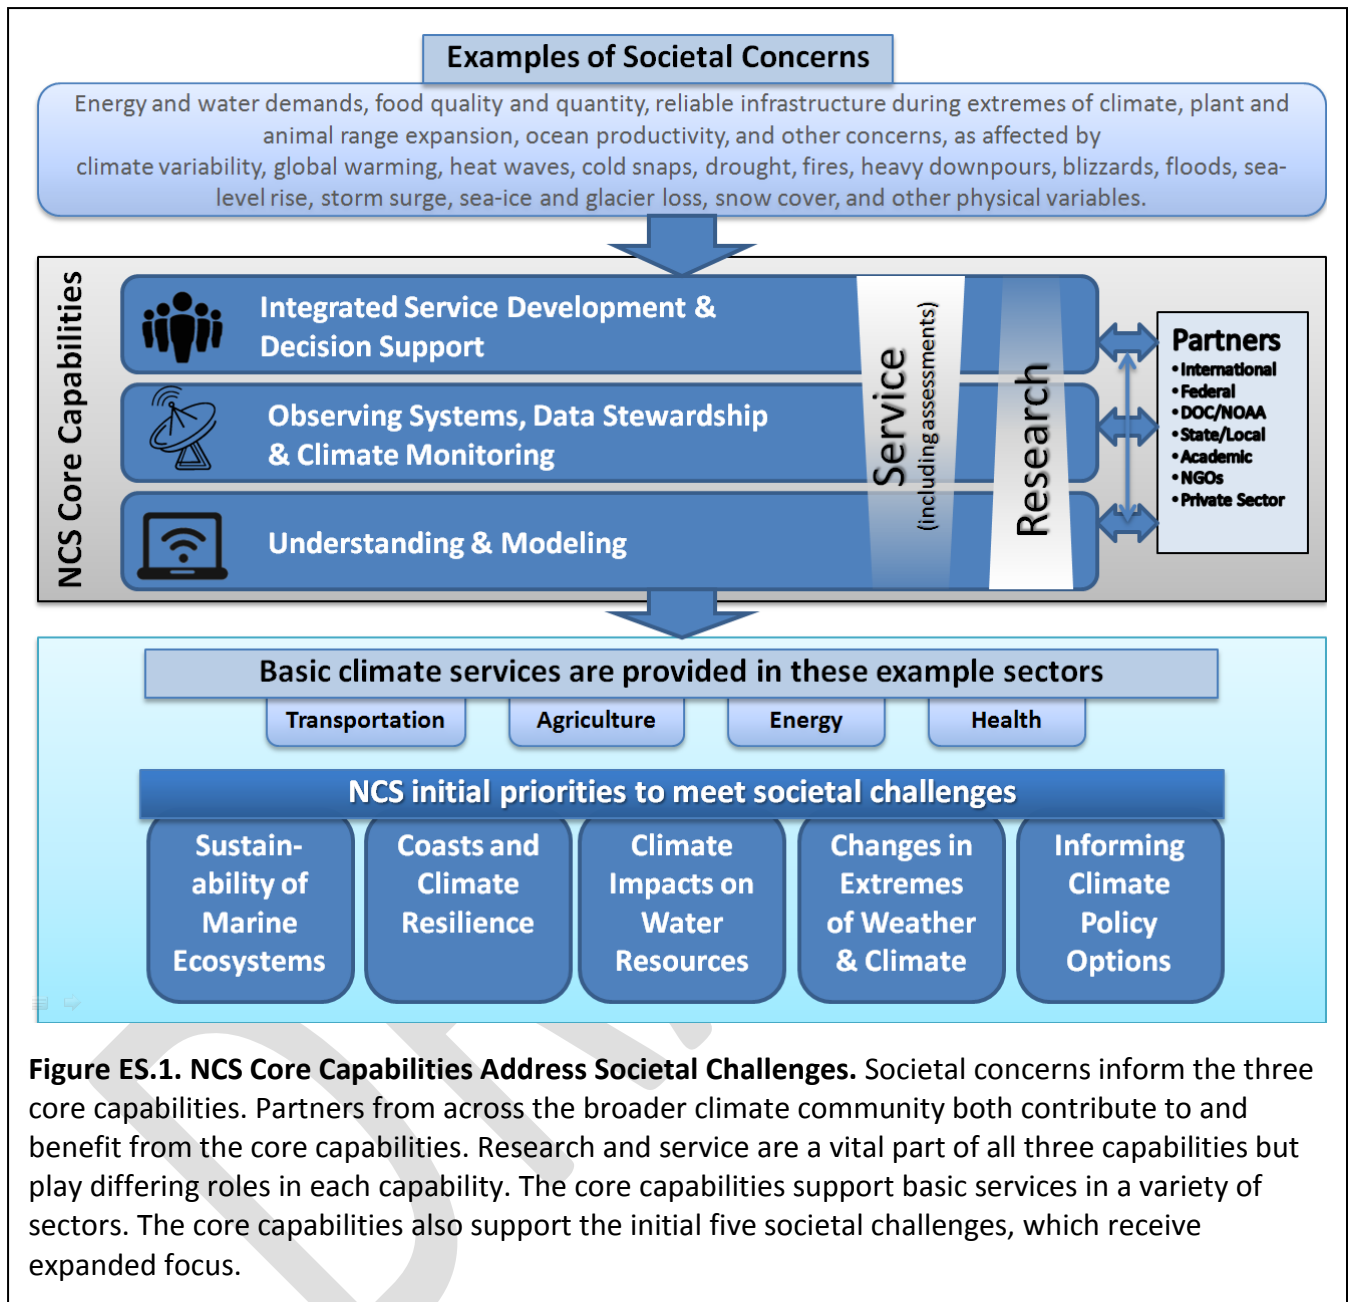 Examples of Societal Concerns
Energy and water demands, food quality and quantity, reliable infrastructure during extremes of climate, plant and
animal range expansion, ocean productivity, and other concerns, as affected by
climate variability, global warming, heat waves, cold snaps, drought, fires, heavy downpours, blizzards, floods, sea-
level rise, storm surge, sea-ice and glacier loss, snow cover, and other physical variables.
NCS Core Capabilities
Integrated Service Development &
Decision Support
Observing Systems, Data Stewardship
& Climate Monitoring
Understanding & Modeling
Service
(including assessments)
Research
Partners
•International
•Federal
•DOC/NOAA
•State/Local
•Academic
•NGOs
•Private Sector
Basic climate services are provided in these example sectors
Transportation
Agriculture
Energy
Health
NCS initial priorities to meet societal challenges
Sustain-
ability of
Marine
Ecosystems
Coasts and
Climate
Resilience
Climate
Impacts on
Water
Resources
Changes in
Extremes
of Weather
& Climate
Informing
Climate
Policy
Options
Figure ES.1. NCS Core Capabilities Address Societal Challenges. Societal concerns inform the three
core capabilities. Partners from across the broader climate community both contribute to and
benefit from the core capabilities. Research and service are a vital part of all three capabilities but
play differing roles in each capability. The core capabilities support basic services in a variety of
sectors. The core capabilities also support the initial five societal challenges, which receive
expanded focus.